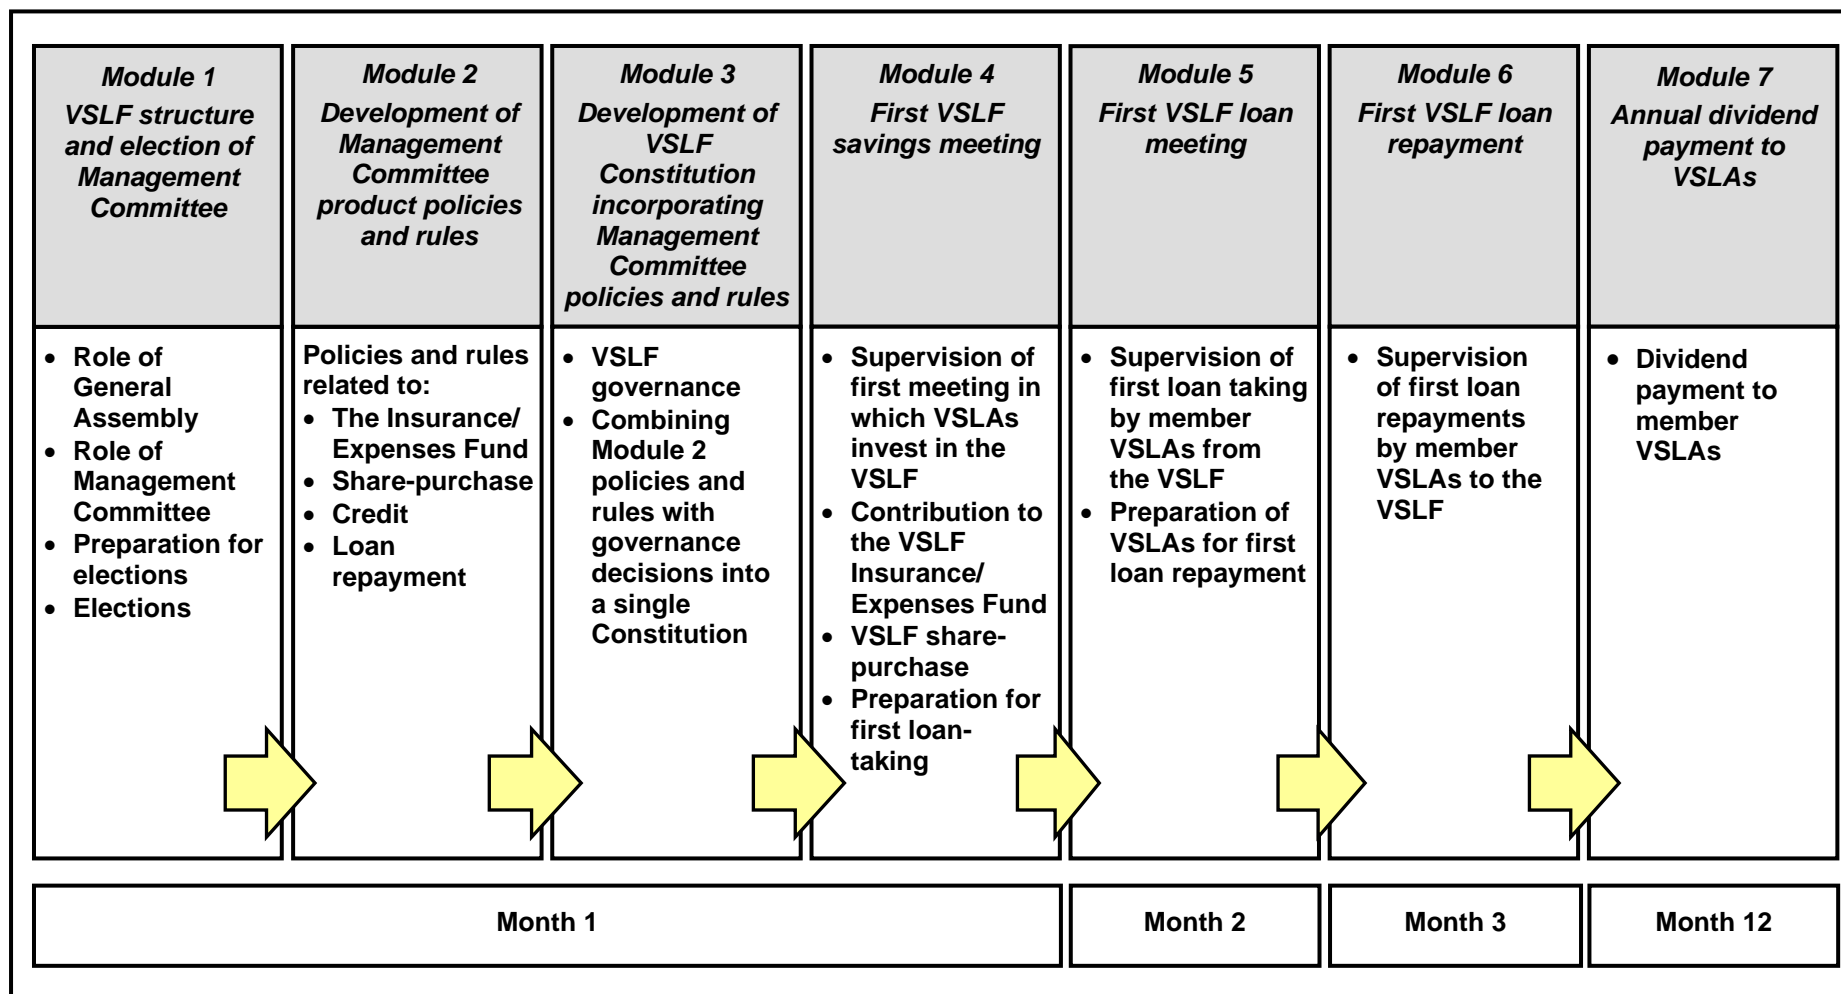 Module 1
VSLF structure
and election of
Management
Committee
Module 2
Development of
Management
Committee
product policies
and rules
Module 3
Development of
VSLF
Constitution
incorporating
Management
Committee
policies and rules
Module 4
First VSLF
savings meeting
Module 5
First VSLF loan
meeting
Module 6
First VSLF loan
repayment
Module 7
Annual dividend
payment to
VSLAs
• Role of
General
Assembly
• Role of
Management
Committee
• Preparation for
elections
• Elections
Policies and rules
related to:
• The Insurance/
Expenses Fund
• Share-purchase
• Credit
• Loan
repayment
• VSLF
governance
• Combining
Module 2
policies and
rules with
governance
decisions into
a single
Constitution
• Supervision of
first meeting in
which VSLAs
invest in the
VSLF
• Contribution to
the VSLF
Insurance/
Expenses Fund
• VSLF share-
purchase
• Preparation for
first loan-
taking
• Supervision of
first loan taking
by member
VSLAs from
the VSLF
• Preparation of
VSLAs for first
loan repayment
• Supervision
of first loan
repayments
by member
VSLAs to the
VSLF
• Dividend
payment to
member
VSLAs
Month 1
Month 2
Month 3
Month 12